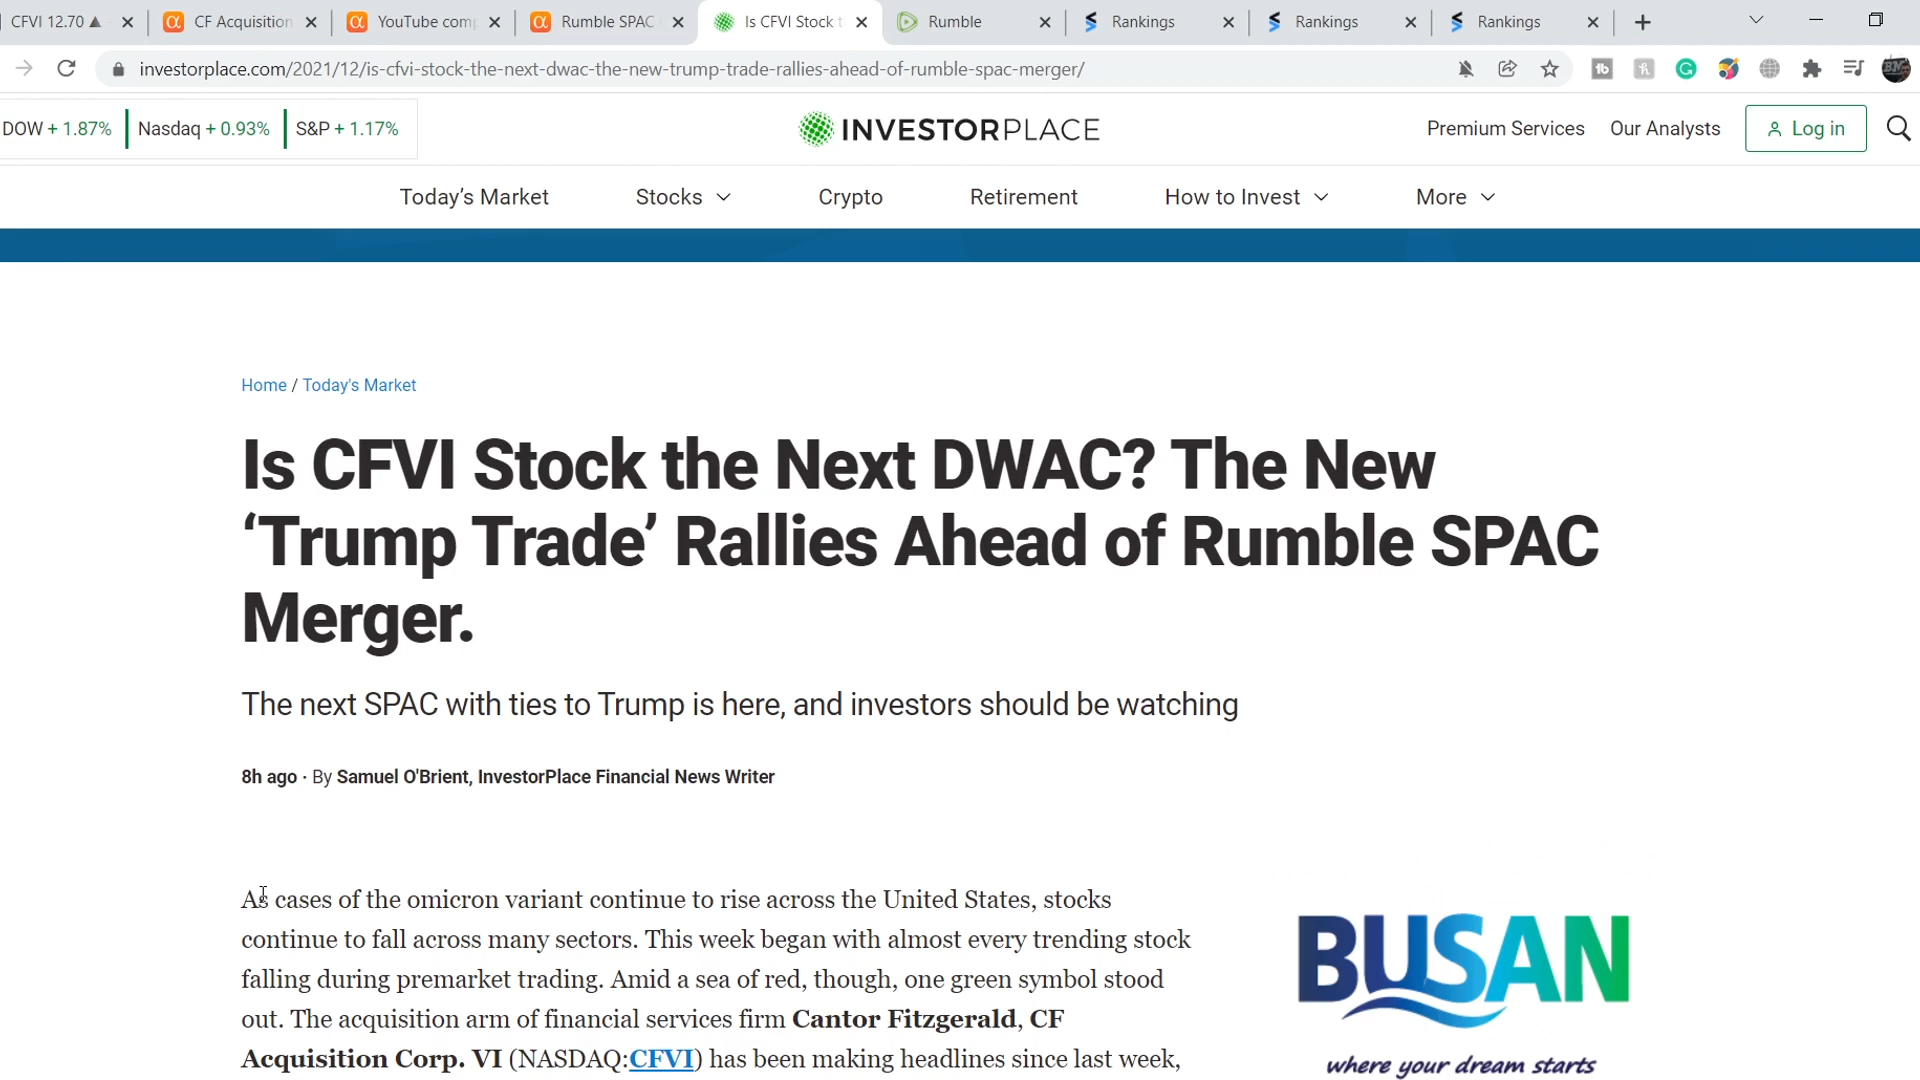 CFVI 12.70 ▲
CF Acquisition
YouTube com
Rumble SPAC
Is CFVI Stock
Rumble
Rankings
Rankings
Rankings
investorplace.com/2021/12/is-cfvi-stock-the-next-dwac-the-new-trump-trade-rallies-ahead-of-rumble-spac-merger/
DOW + 1.87%
Nasdaq + 0.93%
S&P + 1.17%
INVESTORPLACE
Premium Services
Our Analysts
Log in
Today’s Market
Stocks
Crypto
Retirement
How to Invest
More
Home / Today's Market
Is CFVI Stock the Next DWAC? The New
‘Trump Trade’ Rallies Ahead of Rumble SPAC
Merger.
The next SPAC with ties to Trump is here, and investors should be watching
8h ago · By Samuel O'Brient, InvestorPlace Financial News Writer
As cases of the omicron variant continue to rise across the United States, stocks
continue to fall across many sectors. This week began with almost every trending stock
falling during premarket trading. Amid a sea of red, though, one green symbol stood
out. The acquisition arm of financial services firm Cantor Fitzgerald, CF
Acquisition Corp. VI (NASDAQ:CFVI) has been making headlines since last week,
BUSAN
where your dream starts